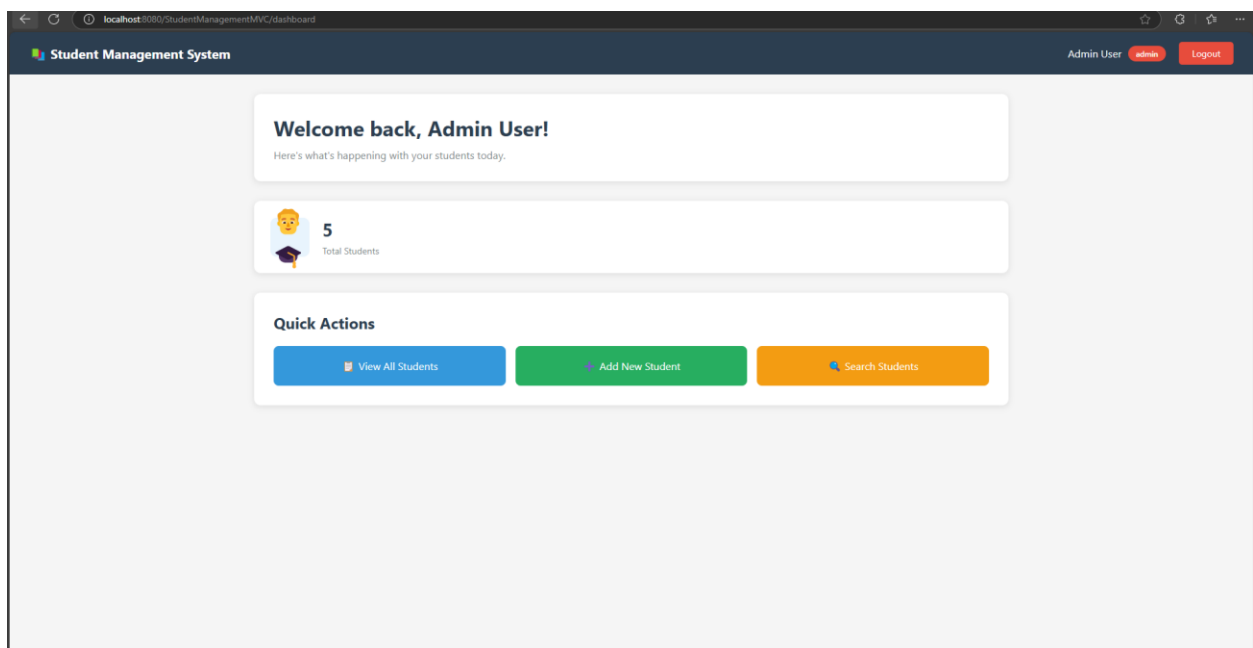 localhost:8080/StudentManagementMVC/dashboard
Student Management System
Admin User admin Logout
Welcome back, Admin User!
Here's what's happening with your students today.
5
Total Students
Quick Actions
View All Students
Add New Student
Search Students